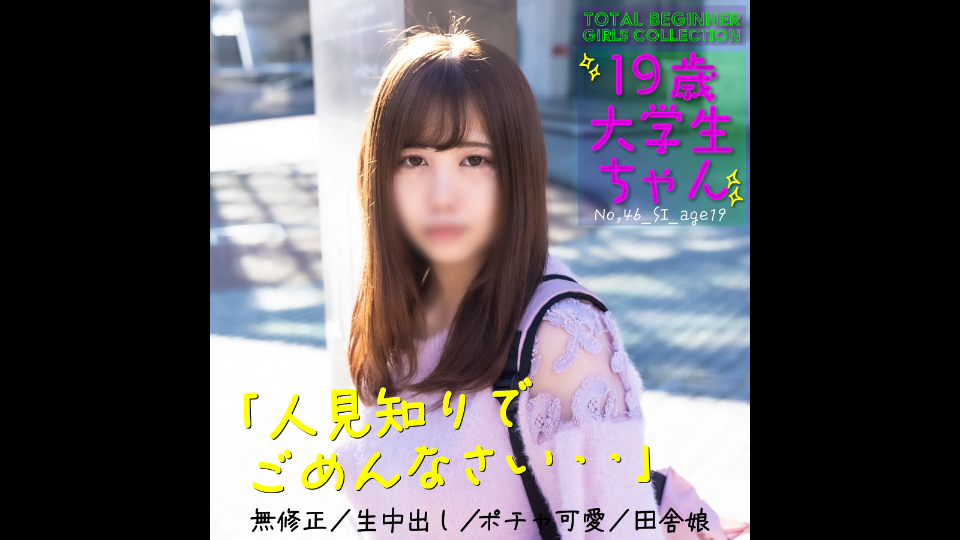 TOTAL BEGINNER
GIRLS COLLECTION
19歳
大学生
ちゃん
No,46_SI_age19
「人見知りで
ごめんなさい・・・」
無修正／生中出し／ポチャ可愛／田舎娘